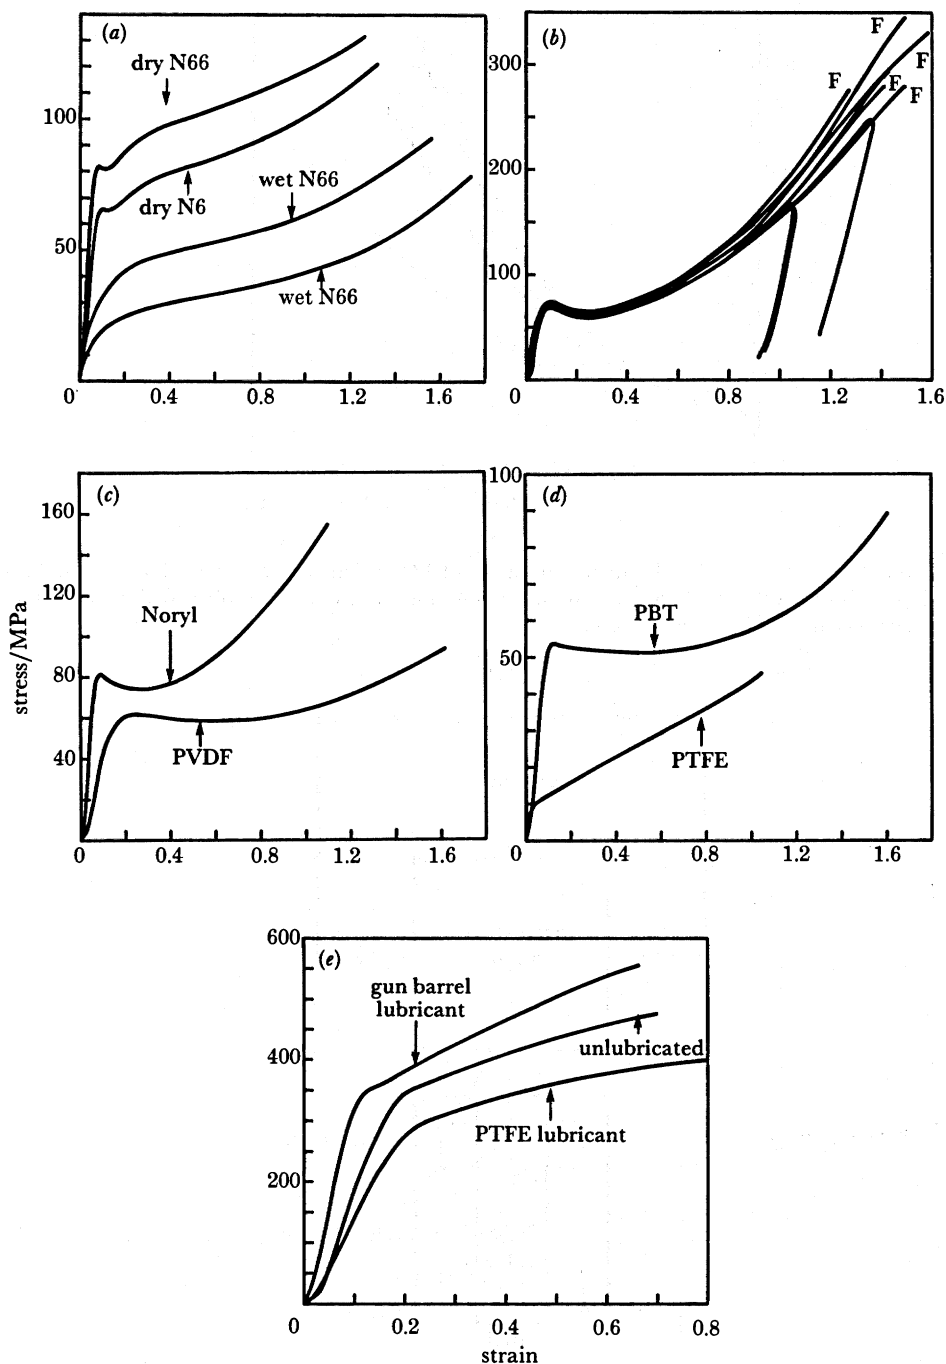 (a)
dry N66
100
dry N6
wet N66
50
wet N66
0 0.4 0.8 1.2 1.6
(b)
F
F
F
F
F
300
200
100
0 0.4 0.8 1.2 1.6
(c)
160
120
Noryl
80
PVDF
40
0 0.4 0.8 1.2 1.6
stress/MPa
100
(d)
PBT
50
PTFE
0 0.4 0.8 1.2 1.6
600
(e)
gun barrel
lubricant
400
unlubricated
PTFE lubricant
200
0 0.2 0.4 0.6 0.8
strain